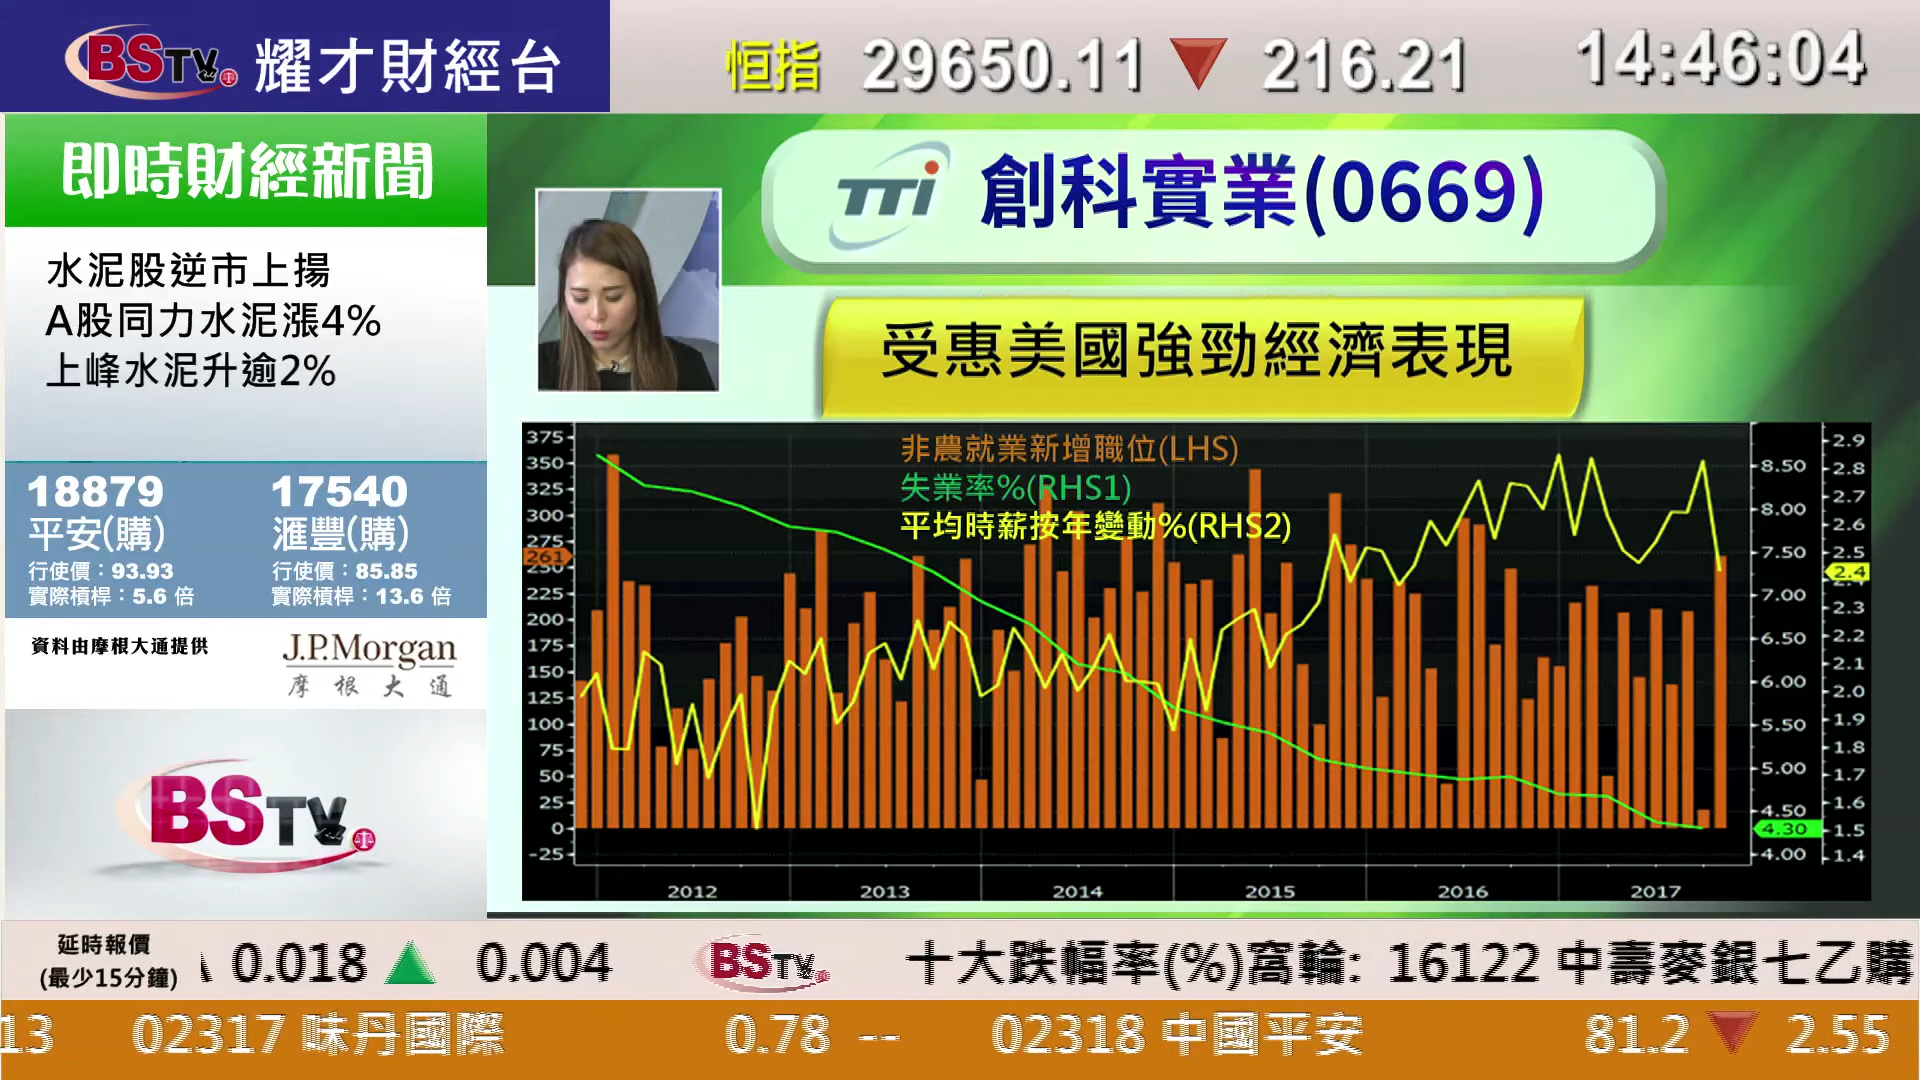 BSTV 耀才財經台
恒指 29650.11 ▼ 216.21 14:46:04
即時財經新聞
水泥股逆市上揚
A股同力水泥漲4%
上峰水泥升逾2%
18879
平安(購)
行使價：93.93
實際槓桿：5.6 倍
17540
滙豐(購)
行使價：85.85
實際槓桿：13.6 倍
資料由摩根大通提供
J.P.Morgan
摩根大通
BSTV
TTi 創科實業(0669)
受惠美國強勁經濟表現
非農就業新增職位(LHS)
失業率%(RHS1)
平均時薪按年變動%(RHS2)
375
350
325
300
275
261
250
225
200
175
150
125
100
75
50
25
0
-25
8.50
8.00
7.50
7.00
6.50
6.00
5.50
5.00
4.50
4.30
4.00
2.9
2.8
2.7
2.6
2.5
2.4
2.4
2.3
2.2
2.1
2.0
1.9
1.8
1.7
1.6
1.5
1.4
2012 2013 2014 2015 2016 2017
延時報價
(最少15分鐘)
0.018 ▲ 0.004 BSTV 十大跌幅率(%)窩輪: 16122 中壽麥銀七乙購
13 02317 味丹國際 0.78 -- 02318 中國平安 81.2 ▼ 2.55